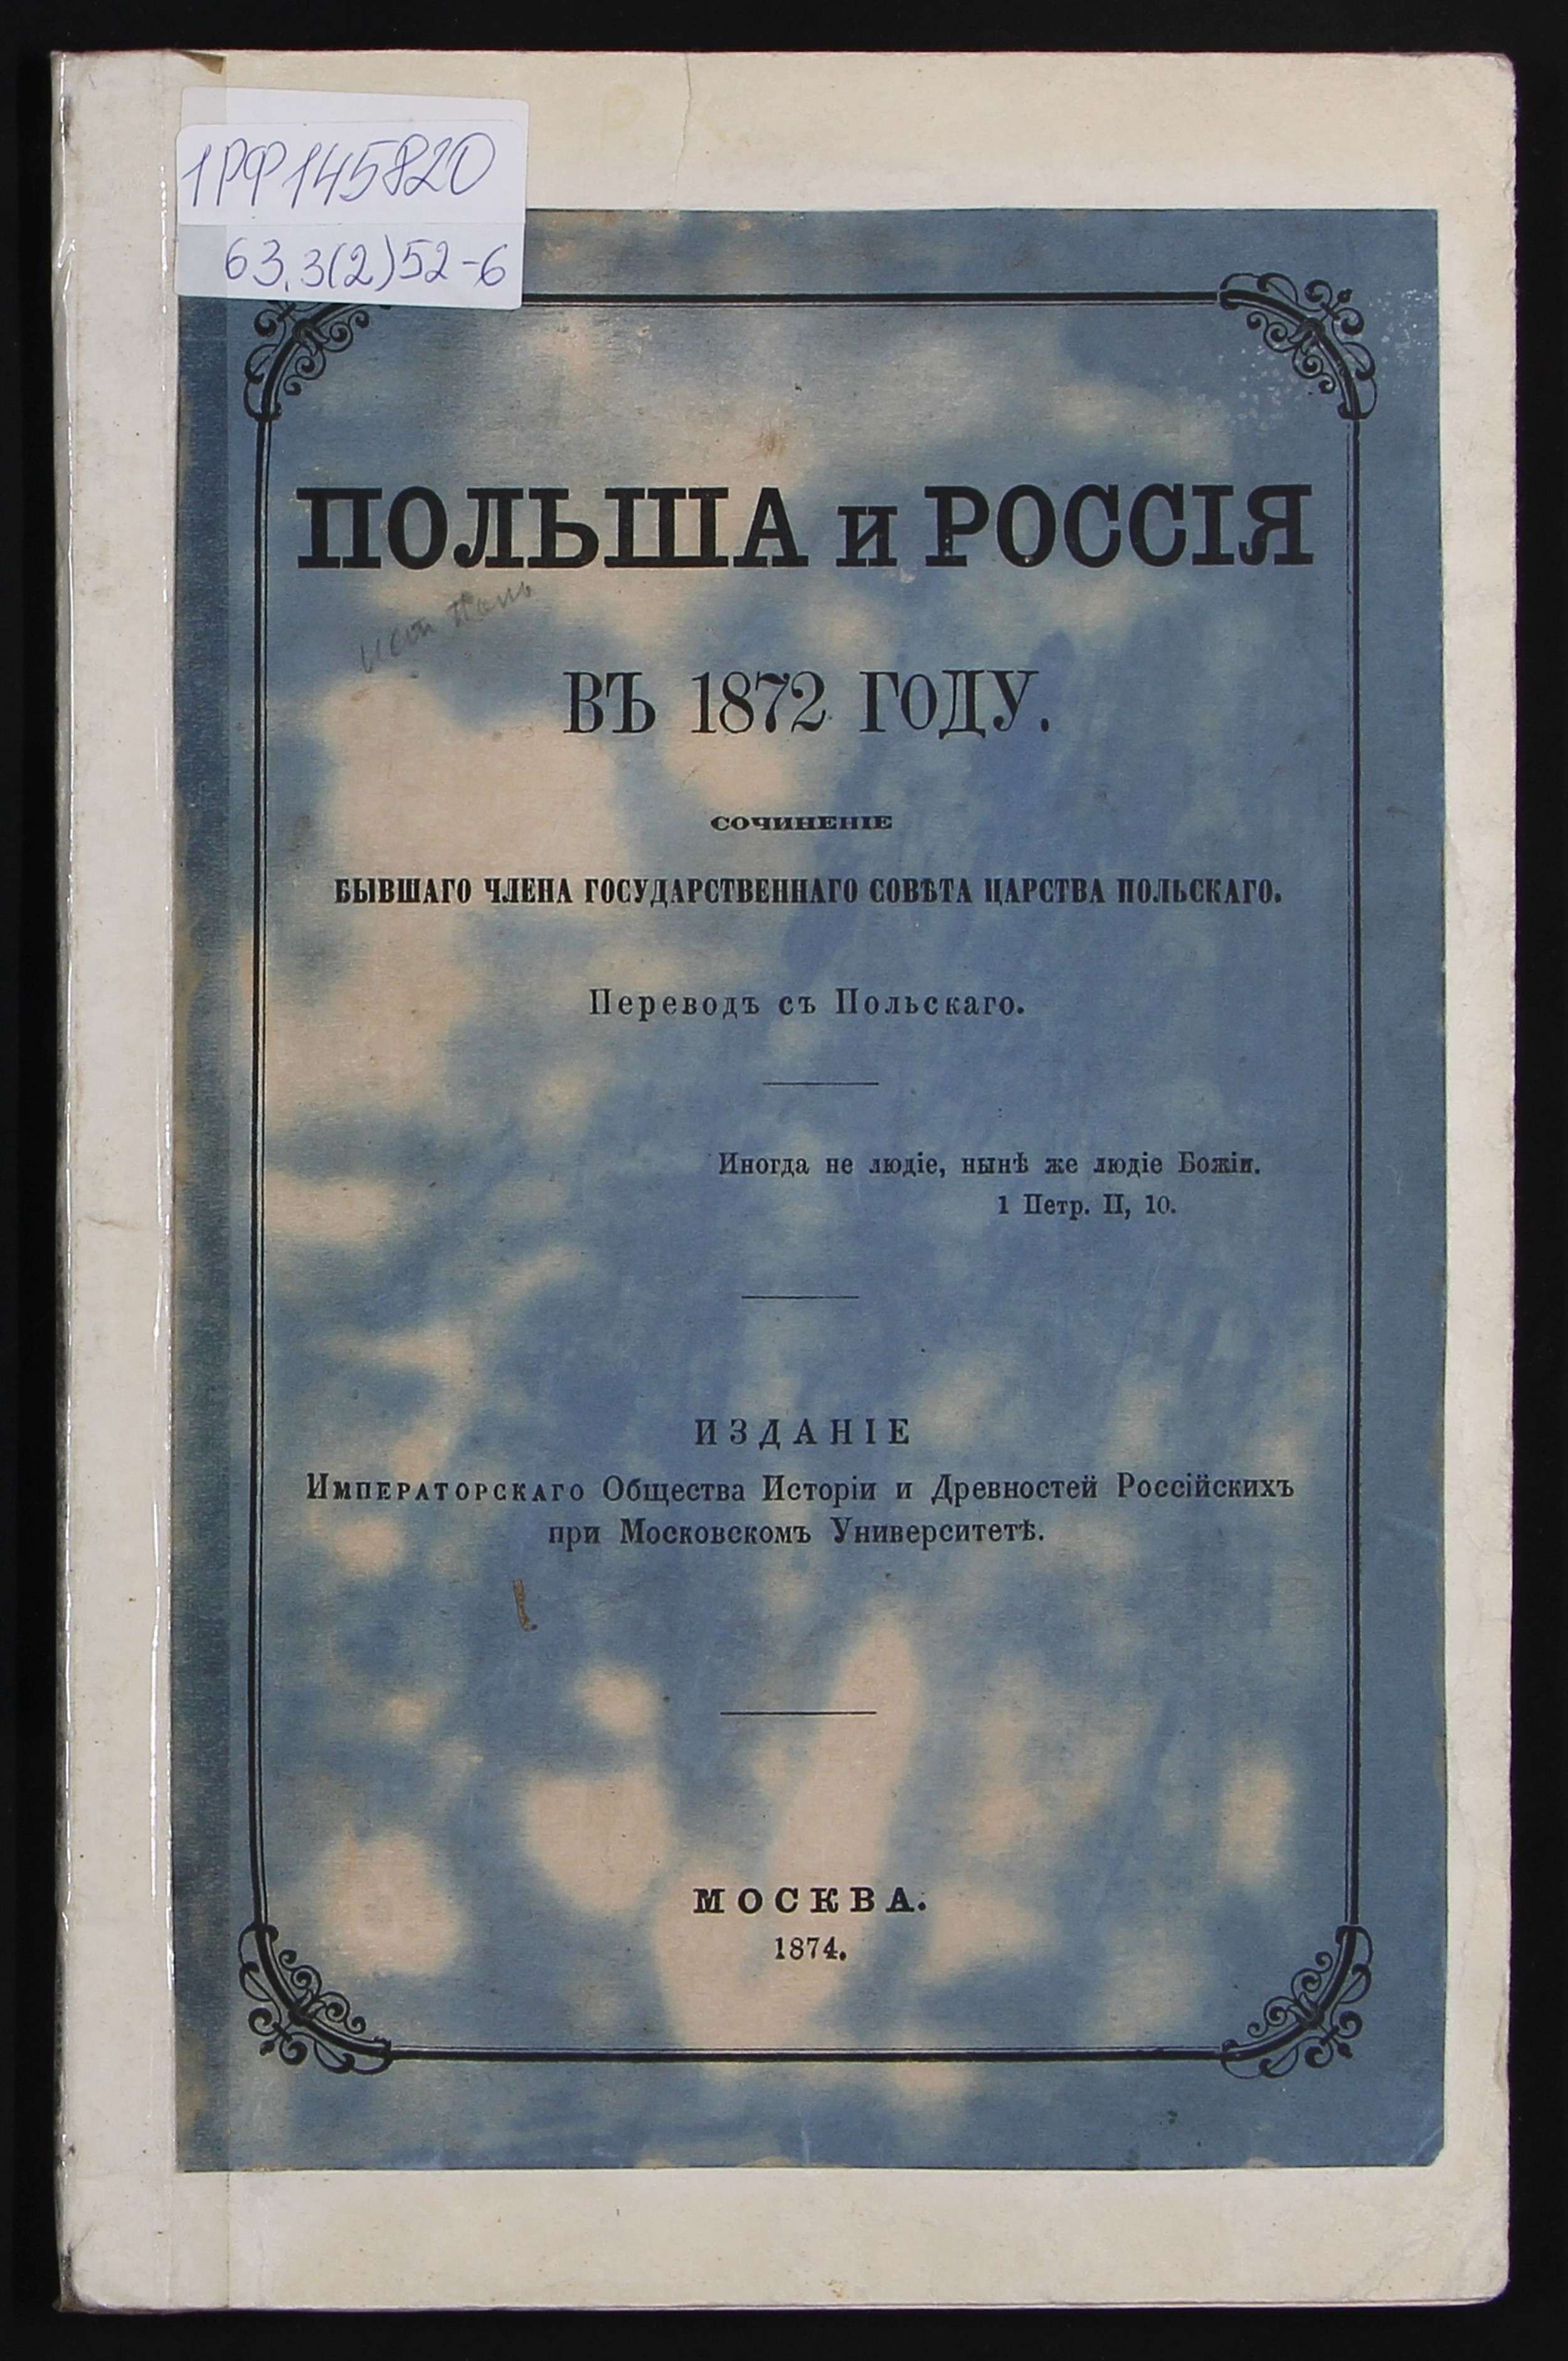 1РФ145820
63.3(2)52-6
ПОЛЬША и РОССІЯ
ВЪ 1872 ГОДУ.
СОЧИНЕНІЕ
БЫВШАГО ЧЛЕНА ГОСУДАРСТВЕННАГО СОВѢТА ЦАРСТВА ПОЛЬСКАГО.
Переводъ съ Польскаго.
Иногда не людіе, нынѣ же людіе Божіи.
1 Петр. II, 10.
ИЗДАНІЕ
ИМПЕРАТОРСКАГО Общества Исторіи и Древностей Россійскихъ
при Московскомъ Университетѣ.
МОСКВА.
1874.